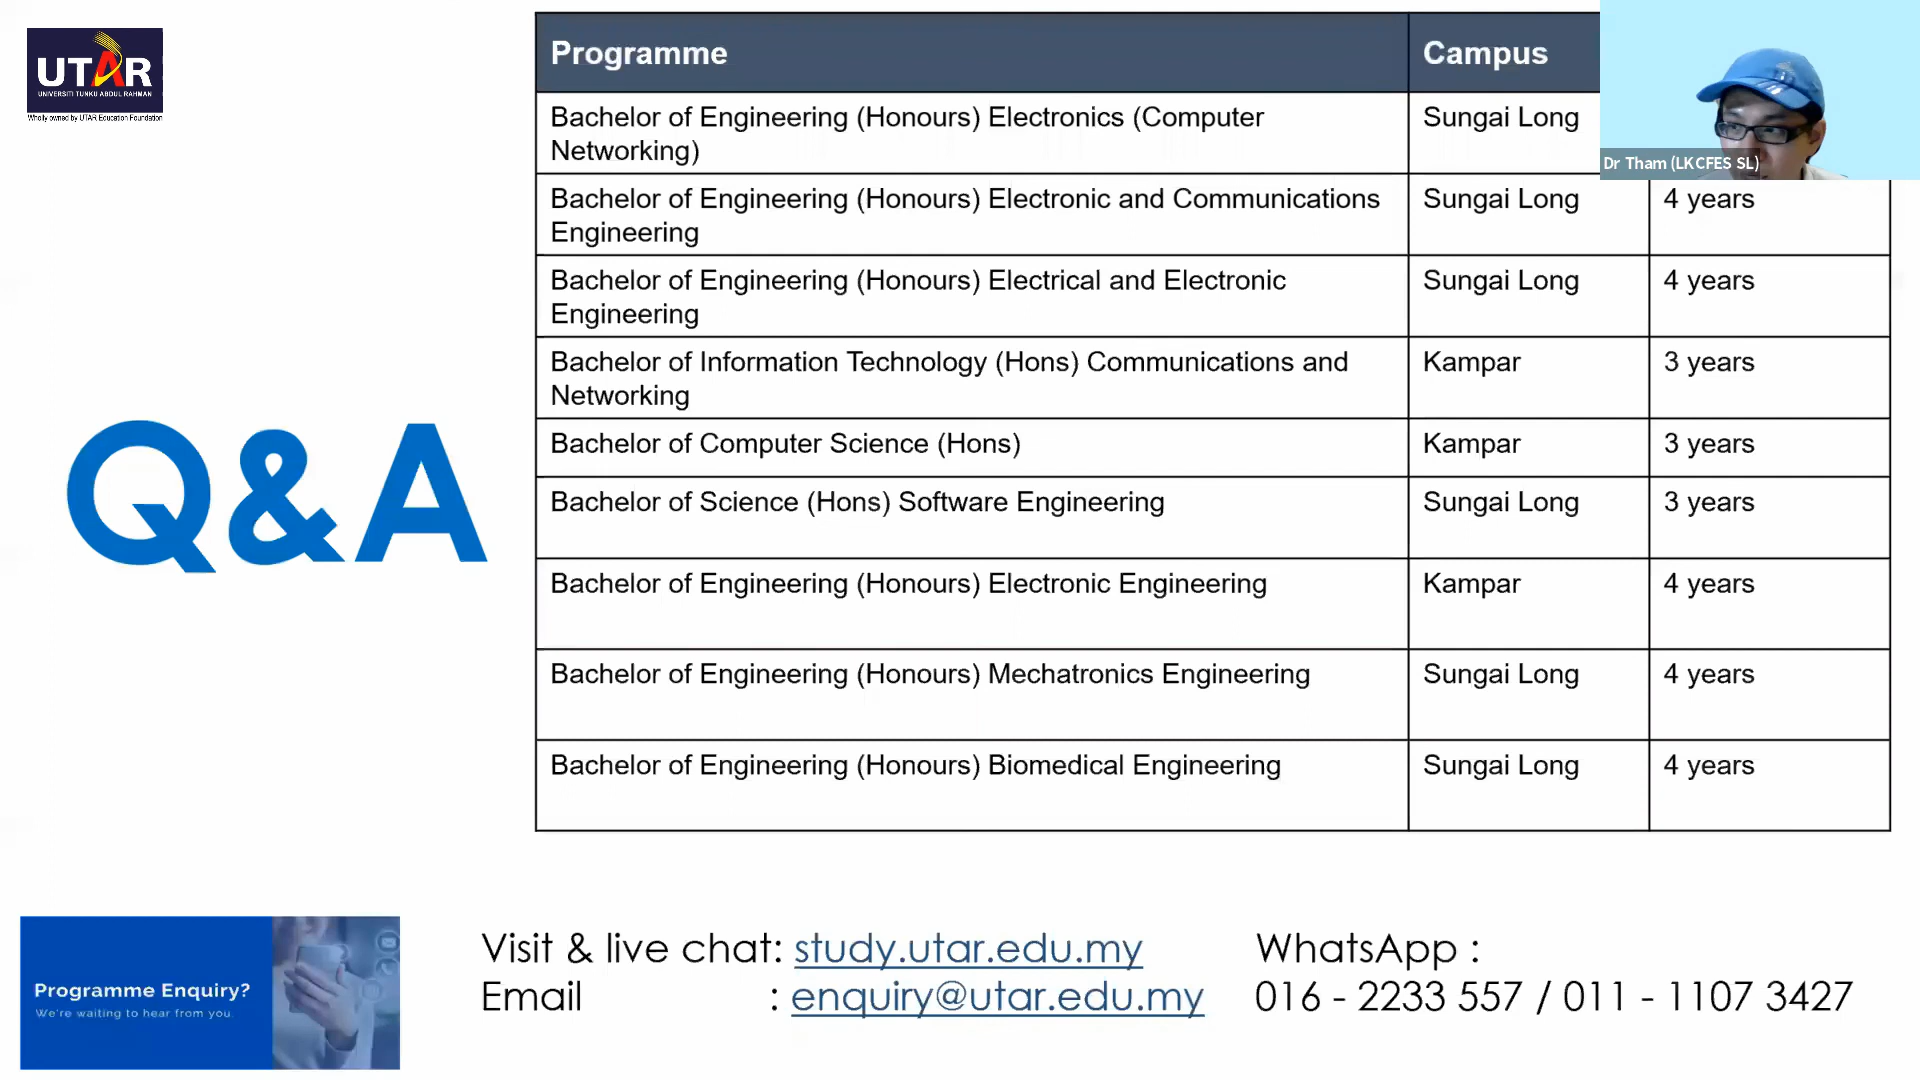 UTAR
UNIVERSITI TUNKU ABDUL RAHMAN
Wholly owned by UTAR Education Foundation
Programme Campus
Bachelor of Engineering (Honours) Electronics (Computer Sungai Long
Networking)
Dr Tham (LKCFES SL)
Bachelor of Engineering (Honours) Electronic and Communications Sungai Long 4 years
Engineering
Bachelor of Engineering (Honours) Electrical and Electronic Sungai Long 4 years
Engineering
Bachelor of Information Technology (Hons) Communications and Kampar 3 years
Networking
Bachelor of Computer Science (Hons) Kampar 3 years
Bachelor of Science (Hons) Software Engineering Sungai Long 3 years
Bachelor of Engineering (Honours) Electronic Engineering Kampar 4 years
Bachelor of Engineering (Honours) Mechatronics Engineering Sungai Long 4 years
Bachelor of Engineering (Honours) Biomedical Engineering Sungai Long 4 years
Q&A
Programme Enquiry?
We're waiting to hear from you.
Visit & live chat: study.utar.edu.my
Email : enquiry@utar.edu.my
WhatsApp :
016 - 2233 557 / 011 - 1107 3427